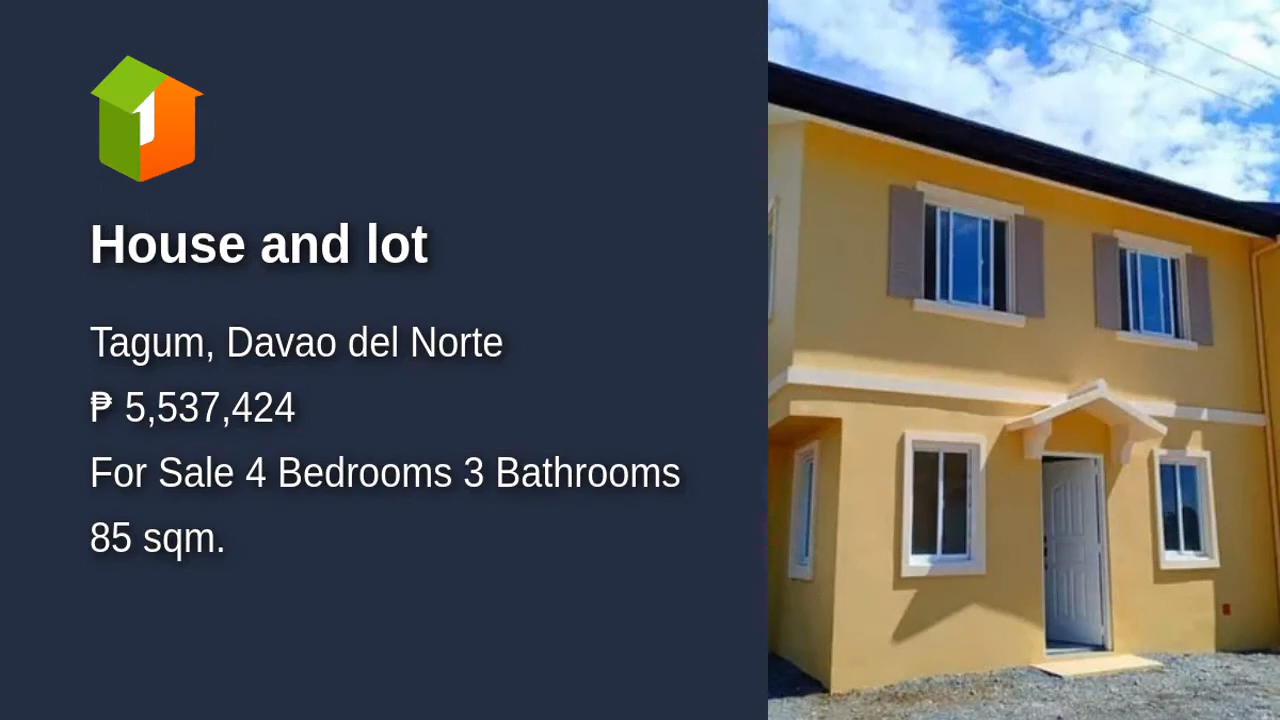 House and lot
Tagum, Davao del Norte
₱ 5,537,424
For Sale 4 Bedrooms 3 Bathrooms
85 sqm.